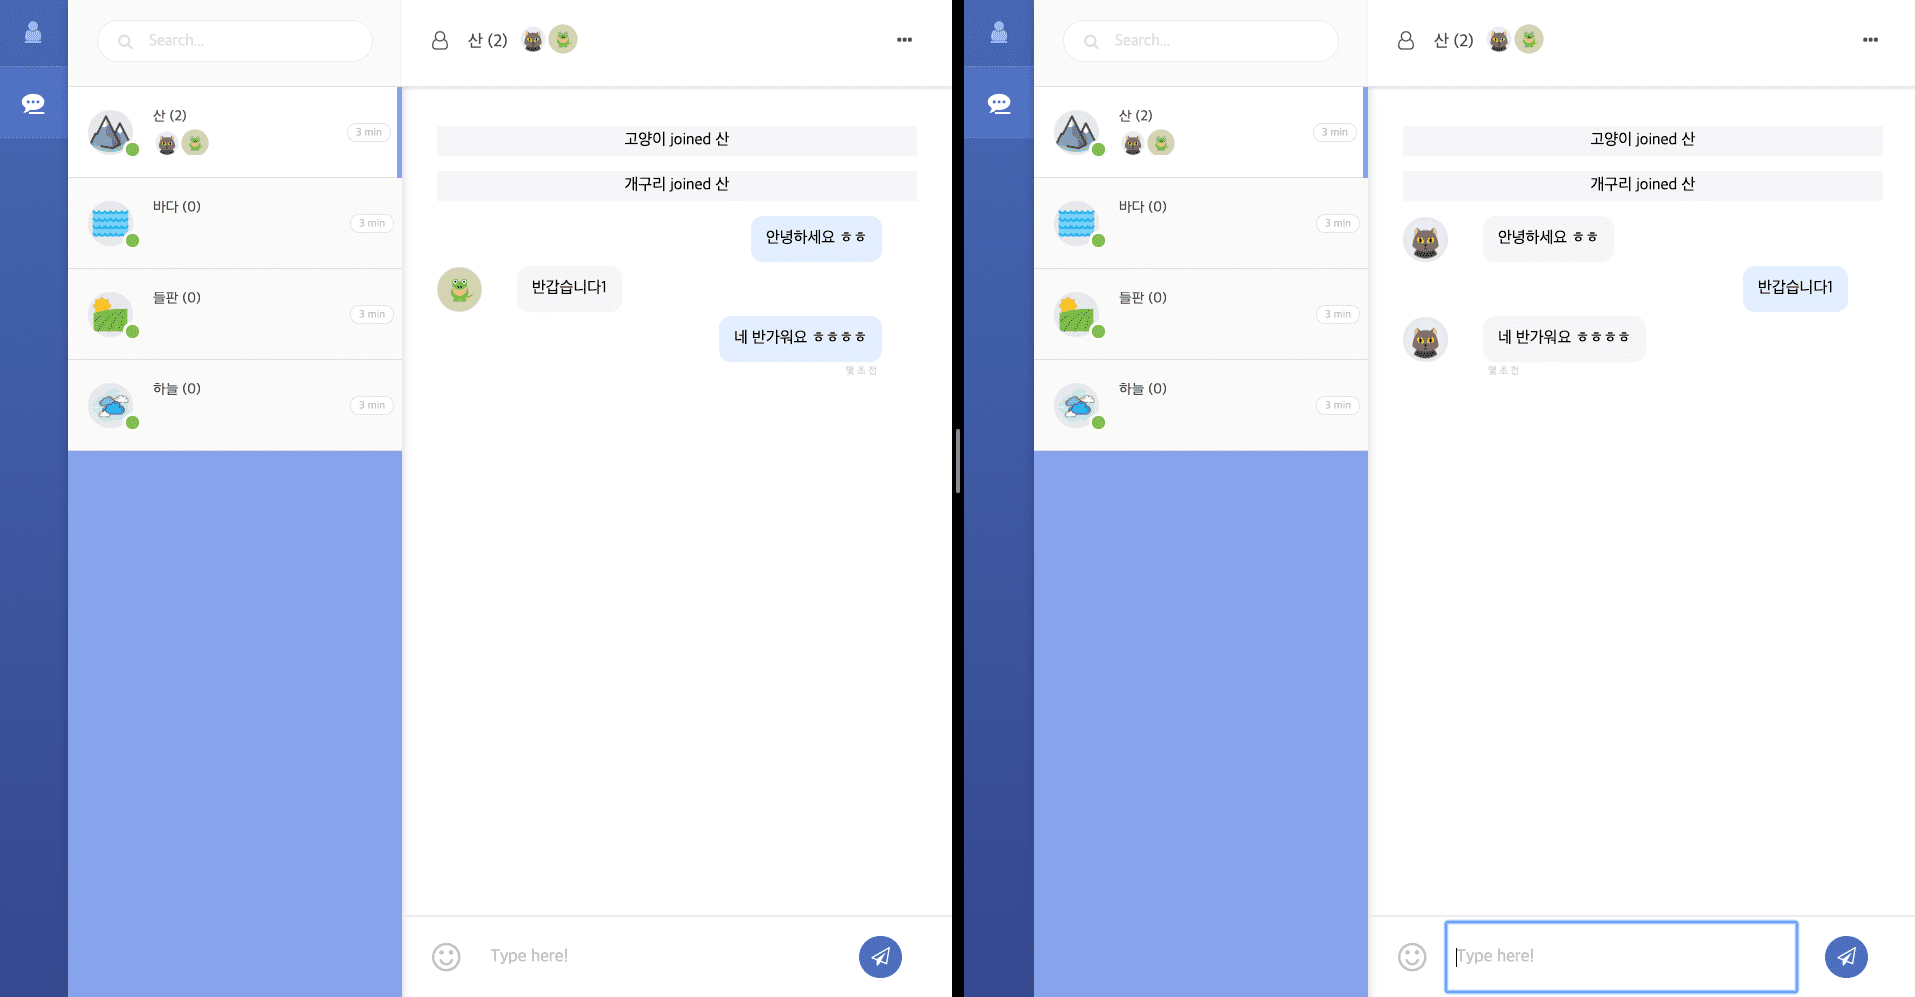 Search...
산 (2)
3 min
바다 (0)
3 min
들판 (0)
3 min
하늘 (0)
3 min
산 (2)
고양이 joined 산
개구리 joined 산
안녕하세요 ㅎㅎ
반갑습니다1
네 반가워요 ㅎㅎㅎㅎ
몇 초 전
Type here!
Search...
산 (2)
3 min
바다 (0)
3 min
들판 (0)
3 min
하늘 (0)
3 min
산 (2)
고양이 joined 산
개구리 joined 산
안녕하세요 ㅎㅎ
반갑습니다1
네 반가워요 ㅎㅎㅎㅎ
몇 초 전
Type here!